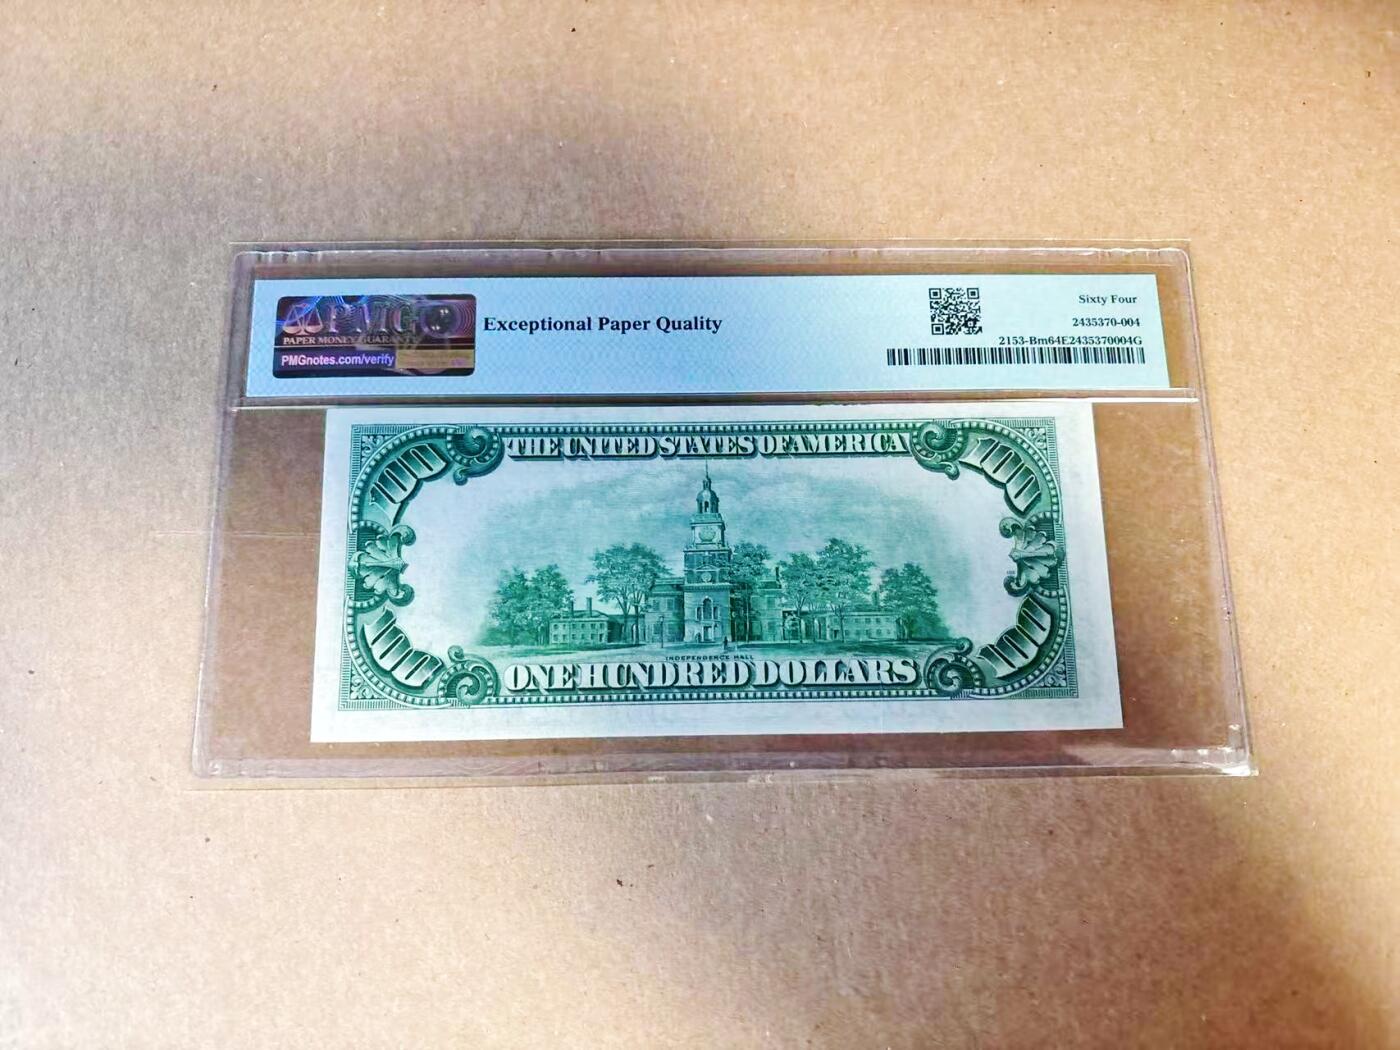 PMG
PAPER MONEY GUARANTY
PMGnotes.com/verify
Exceptional Paper Quality
Sixty Four
2435370-004
2153-Bm64E2435370004G
THE UNITED STATES OF AMERICA
100
100
INDEPENDENCE HALL
100
100
ONE HUNDRED DOLLARS